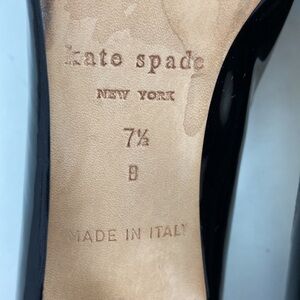 kate spade
NEW YORK
7½
B
MADE IN ITALY